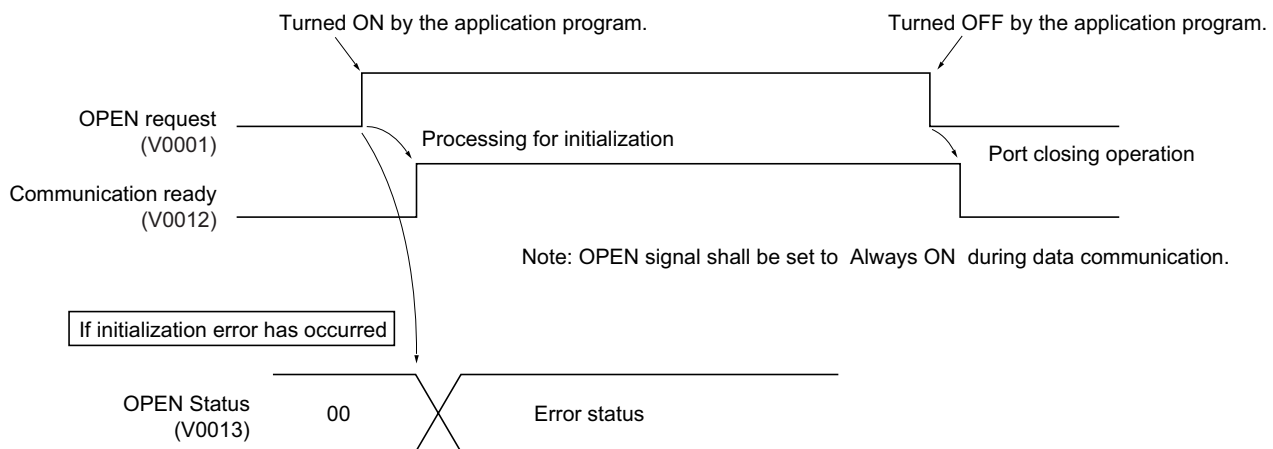 Turned ON by the application program.
Turned OFF by the application program.
OPEN request
(V0001)
Processing for initialization
Port closing operation
Communication ready
(V0012)
Note: OPEN signal shall be set to Always ON during data communication.
If initialization error has occurred
OPEN Status
(V0013)
00
Error status